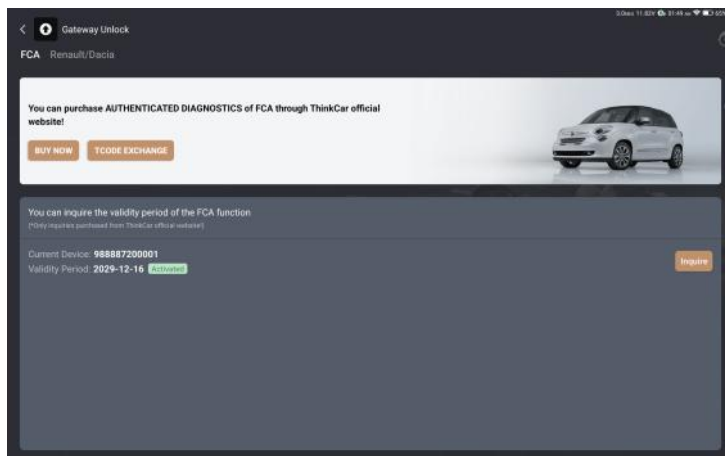 Gateway Unlock
FCA Renault/Dacia
You can purchase AUTHENTICATED DIAGNOSTICS of FCA through ThinkCar official
website!
BUY NOW TCODE EXCHANGE
You can inquire the validity period of the FCA function
(*Only inquiries purchased from ThinkCar official website!)
Current Device: 988887200001
Validity Period: 2029-12-16 Activated
Inquire